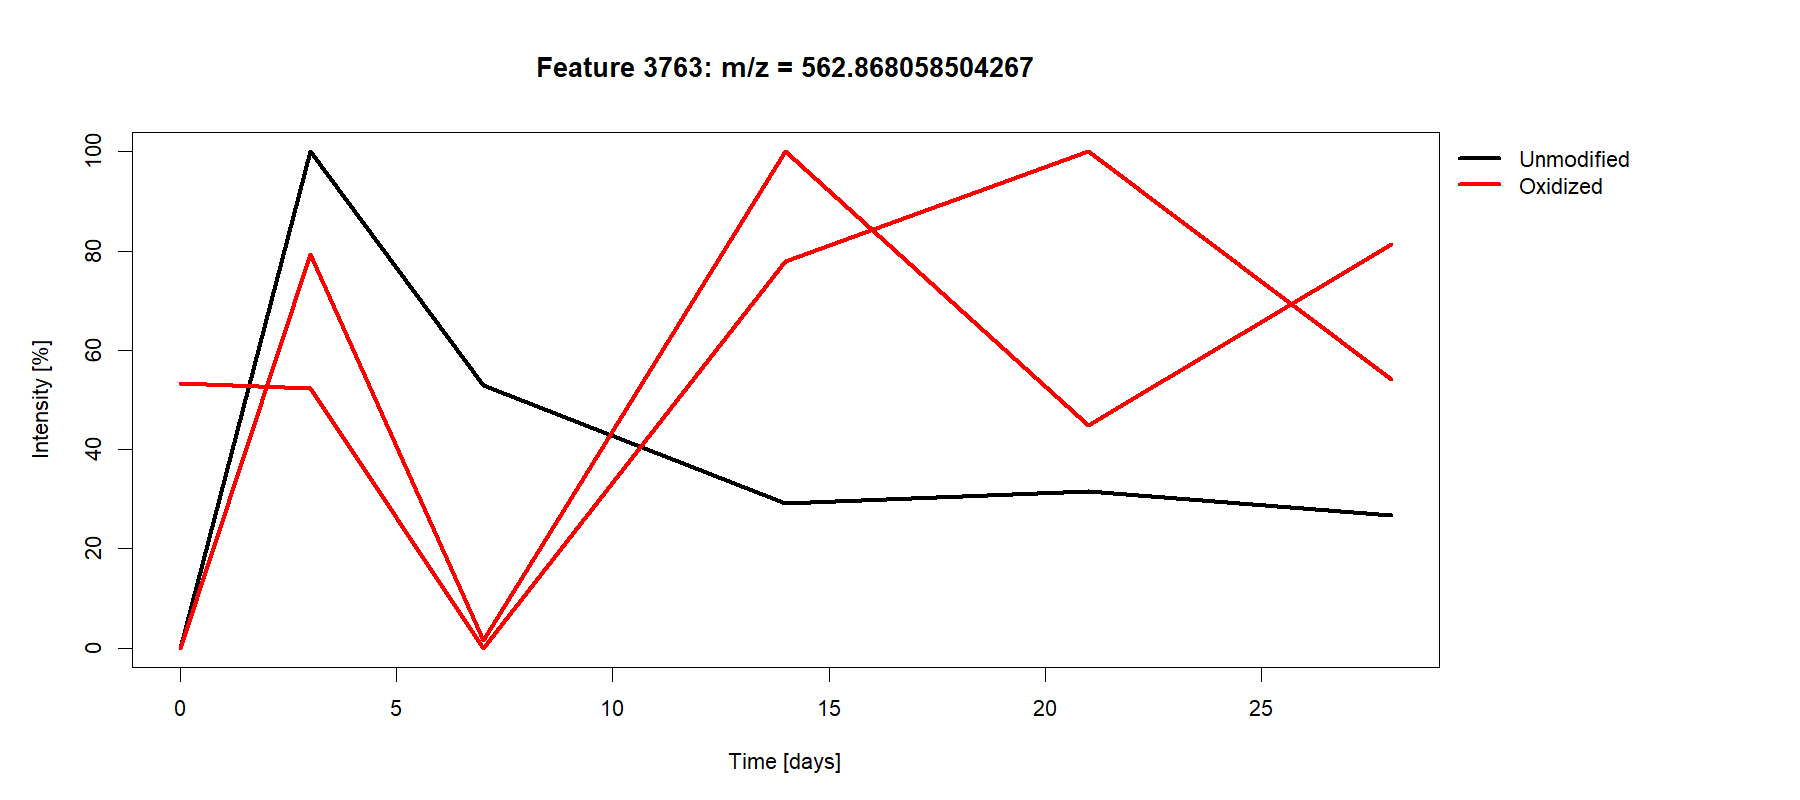 Feature 3763: m/z = 562.868058504267
Unmodified
Oxidized
Intensity [%]
100
80
60
40
20
0
0 5 10 15 20 25
Time [days]